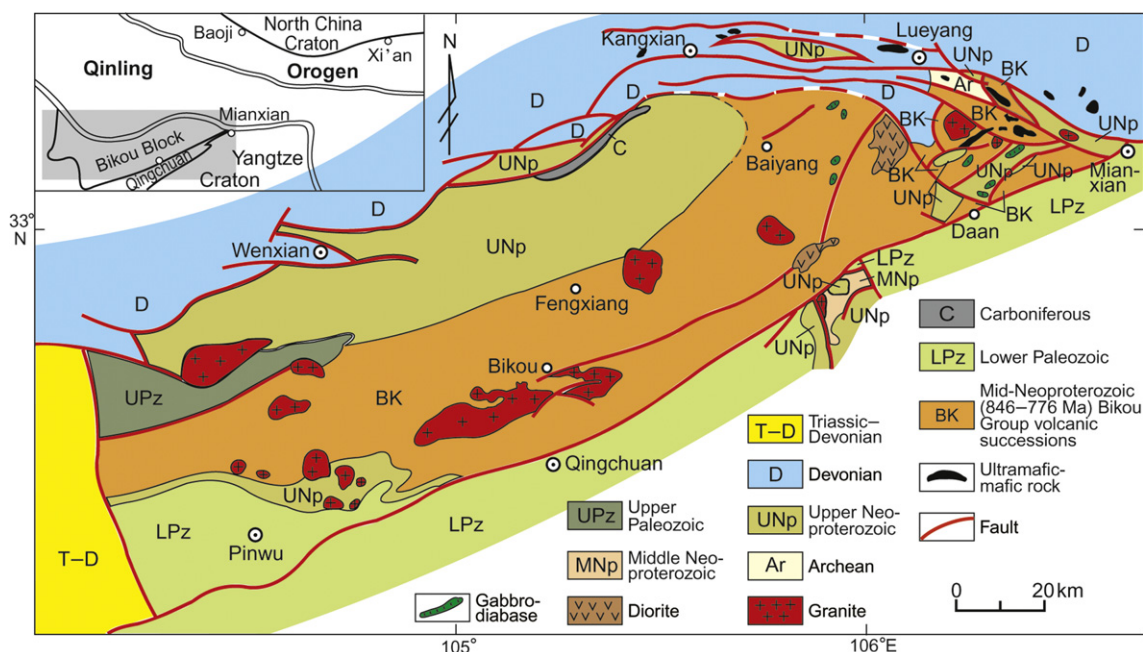 North China
Craton
Baoji
Xi'an
Qinling
Orogen
Mianxian
Bikou Block
Qingchuan
Yangtze
Craton
N
Kangxian
UNp
Lueyang
D
UNp
BK
Ar
D
D
D
D
BK
UNp
D
UNp
C
Baiyang
BK
UNp
UNp
UNp
Mian-
xian
BK
Daan
LPz
33°
N
D
Wenxian
UNp
LPz
MNp
UNp
UNp
UNp
D
Fengxiang
UPz
BK
Bikou
Qingchuan
UNp
LPz
LPz
Pinwu
T–D
C
Carboniferous
LPz
Lower Paleozoic
BK
Mid-Neoproterozoic
(846–776 Ma) Bikou
Group volcanic
successions
T–D
Triassic–
Devonian
D
Devonian
Ultramafic-
mafic rock
UPz
Upper
Paleozoic
UNp
Upper Neo-
proterozoic
Fault
MNp
Middle Neo-
proterozoic
Ar
Archean
Gabbro-
diabase
Diorite
Granite
0 20 km
105°
106°E